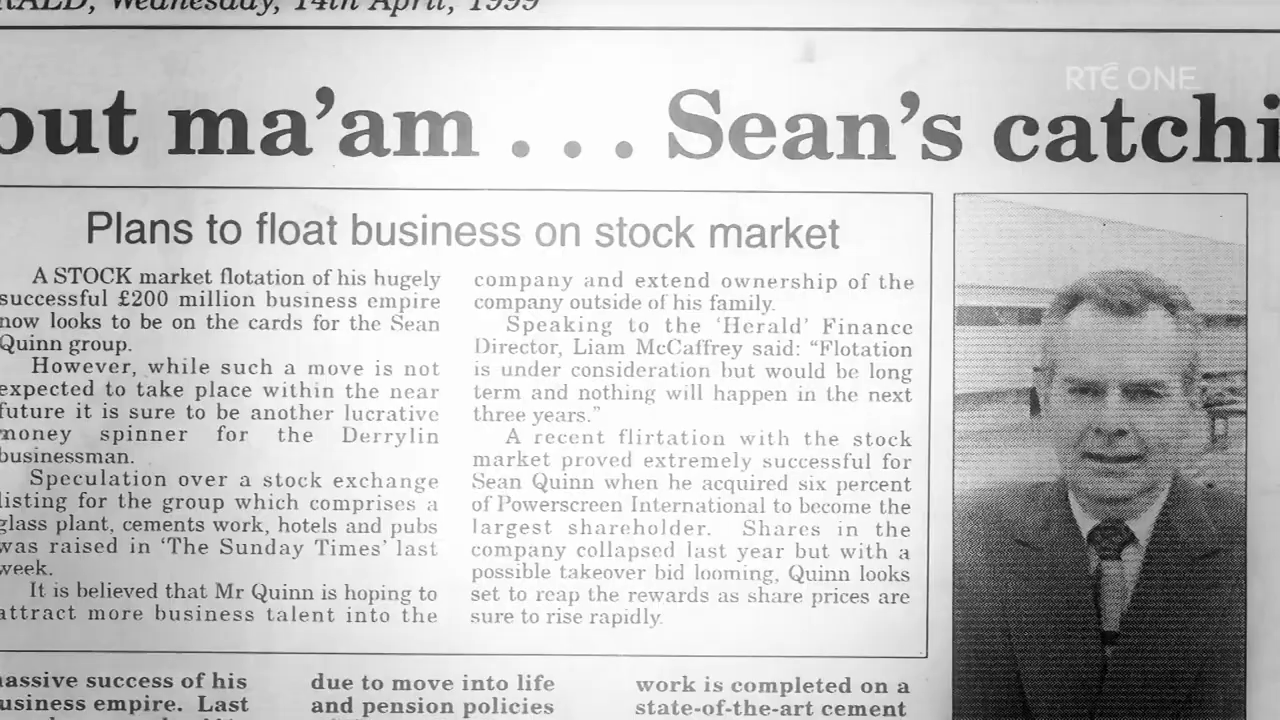 RALD, Wednesday, 14th April, 1999
RTÉ ONE
out ma'am . . . Sean's catchi
Plans to float business on stock market
A STOCK market flotation of his hugely
successful £200 million business empire
now looks to be on the cards for the Sean
Quinn group.
However, while such a move is not
expected to take place within the near
future it is sure to be another lucrative
money spinner for the Derrylin
businessman.
Speculation over a stock exchange
listing for the group which comprises a
glass plant, cements work, hotels and pubs
was raised in 'The Sunday Times' last
week.
It is believed that Mr Quinn is hoping to
attract more business talent into the
company and extend ownership of the
company outside of his family.
Speaking to the 'Herald' Finance
Director, Liam McCaffrey said: "Flotation
is under consideration but would be long
term and nothing will happen in the next
three years."
A recent flirtation with the stock
market proved extremely successful for
Sean Quinn when he acquired six percent
of Powerscreen International to become the
largest shareholder. Shares in the
company collapsed last year but with a
possible takeover bid looming, Quinn looks
set to reap the rewards as share prices are
sure to rise rapidly.
massive success of his
usiness empire. Last
due to move into life
and pension policies
work is completed on a
state-of-the-art cement